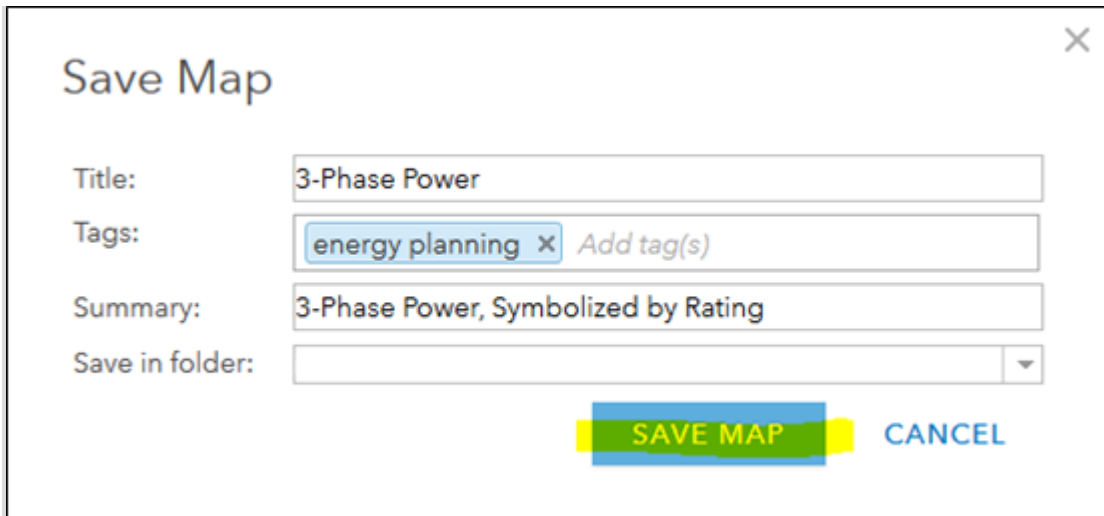 Save Map
Title: 3-Phase Power
Tags: energy planning × Add tag(s)
Summary: 3-Phase Power, Symbolized by Rating
Save in folder:
SAVE MAP CANCEL